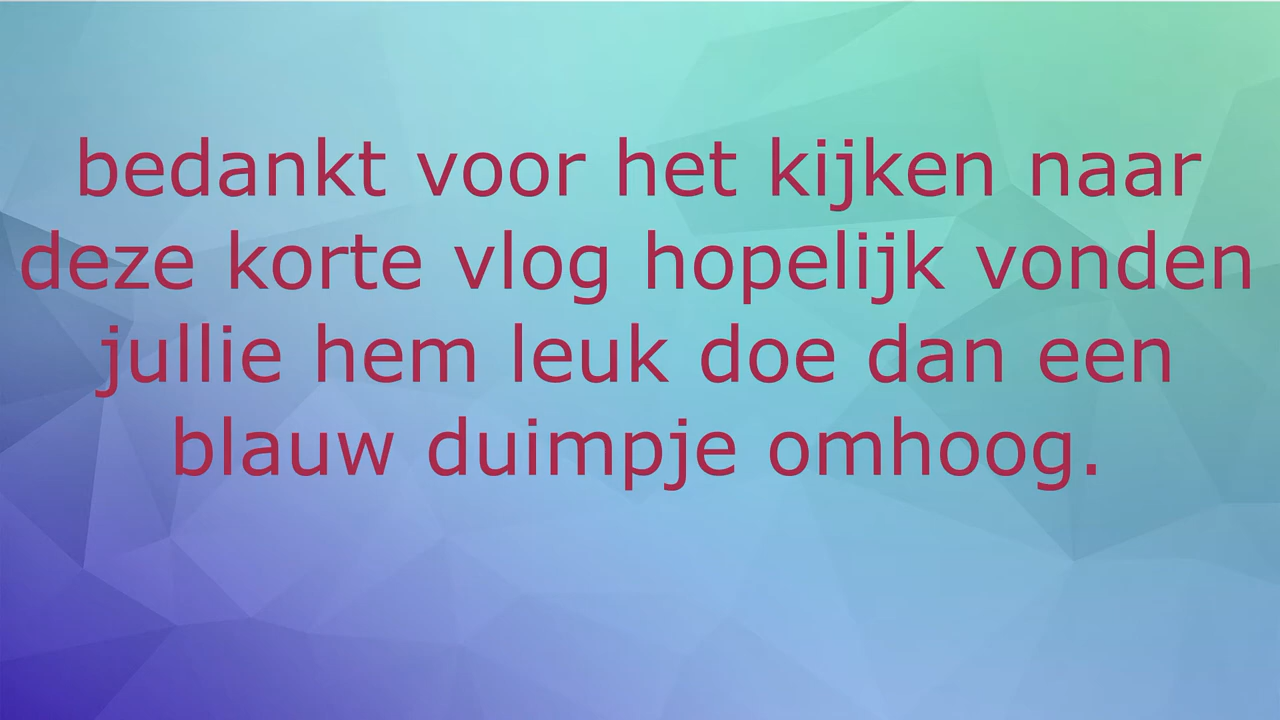 bedankt voor het kijken naar
deze korte vlog hopelijk vonden
jullie hem leuk doe dan een
blauw duimpje omhoog.